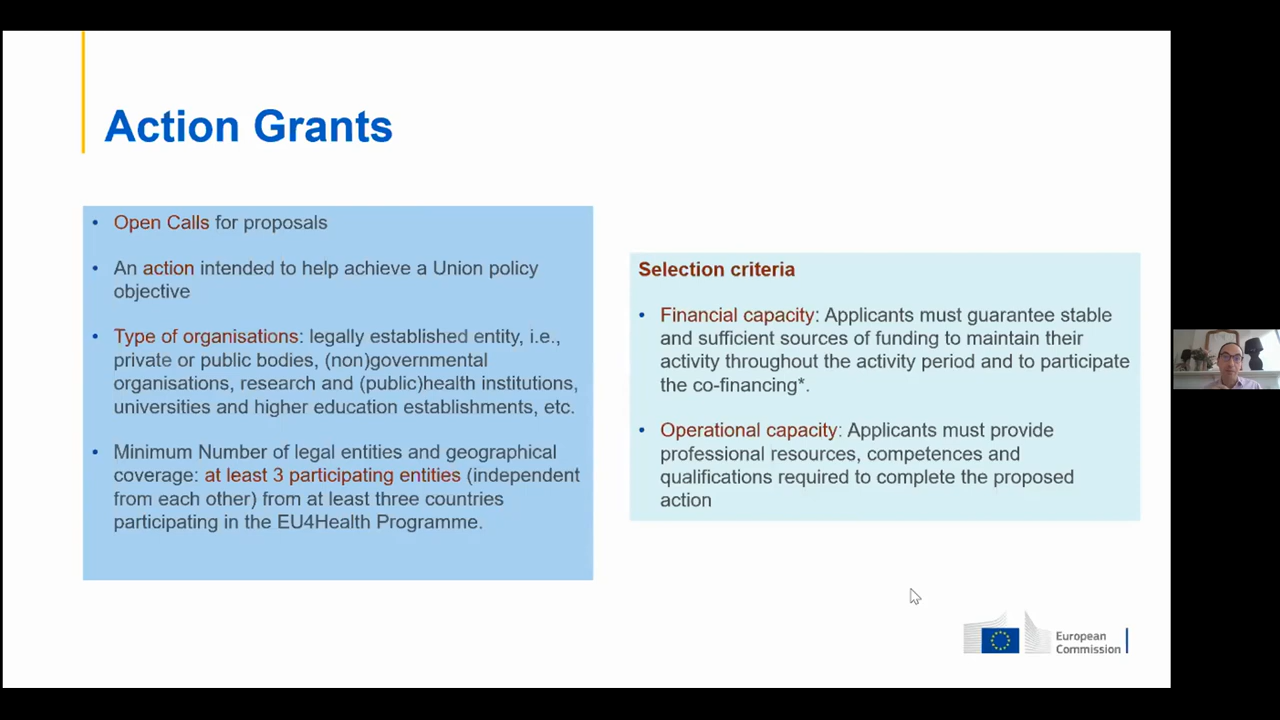 Action Grants
• Open Calls for proposals
• An action intended to help achieve a Union policy
objective
• Type of organisations: legally established entity, i.e.,
private or public bodies, (non)governmental
organisations, research and (public)health institutions,
universities and higher education establishments, etc.
• Minimum Number of legal entities and geographical
coverage: at least 3 participating entities (independent
from each other) from at least three countries
participating in the EU4Health Programme.
Selection criteria
• Financial capacity: Applicants must guarantee stable
and sufficient sources of funding to maintain their
activity throughout the activity period and to participate
the co-financing*.
• Operational capacity: Applicants must provide
professional resources, competences and
qualifications required to complete the proposed
action
European
Commission